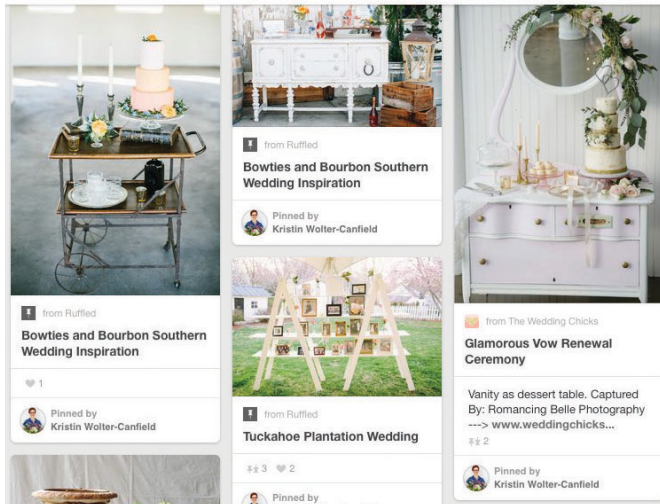 from Ruffled
Bowties and Bourbon Southern
Wedding Inspiration
1
Pinned by
Kristin Wolter-Canfield
from Ruffled
Bowties and Bourbon Southern
Wedding Inspiration
Pinned by
Kristin Wolter-Canfield
from Ruffled
Tuckahoe Plantation Wedding
3 2
Pinned by
from The Wedding Chicks
Glamorous Vow Renewal
Ceremony
Vanity as dessert table. Captured
By: Romancing Belle Photography
---> www.weddingchicks...
2
Pinned by
Kristin Wolter-Canfield